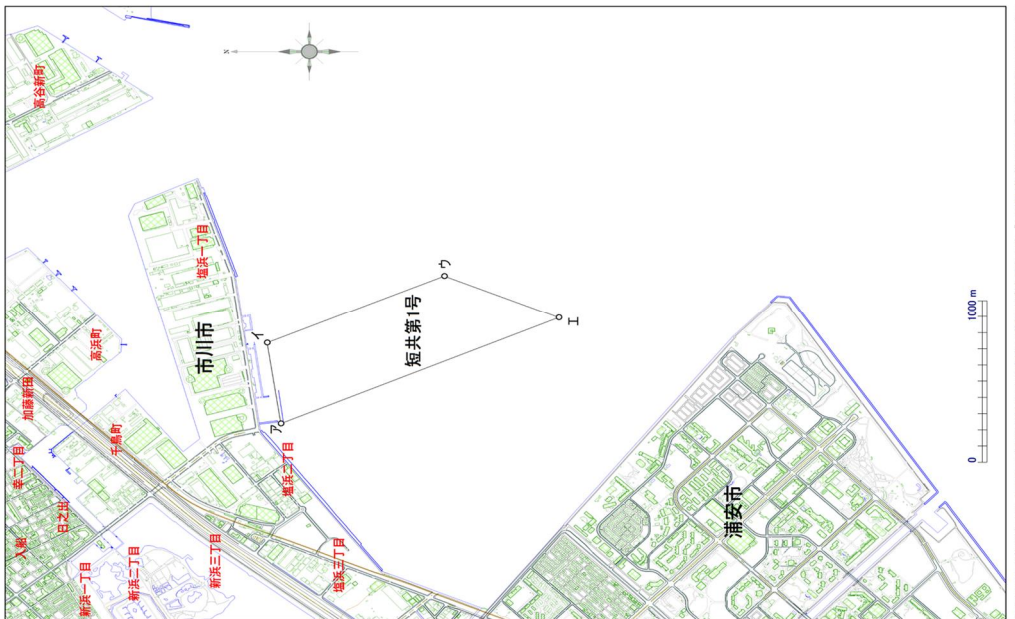 N
高谷新町
塩浜一丁目
市川市
高浜町
加藤新田
千鳥町
幸二丁目
日之出
入船
新浜一丁目
新浜二丁目
新浜三丁目
塩浜三丁目
塩浜二丁目
ア
イ
ウ
エ
短共第1号
浦安市
0
1000 m